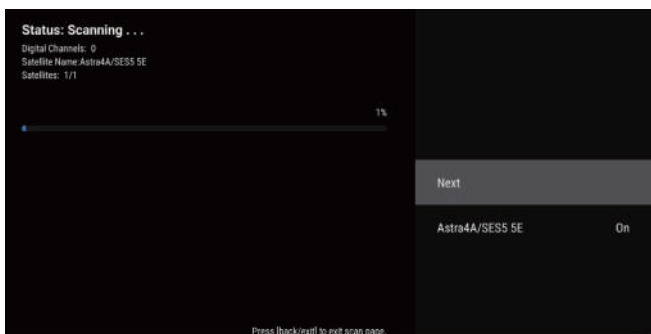 Status: Scanning . . .
Digital Channels: 0
Satellite Name:Astra4A/SES5 5E
Satellites: 1/1
1%
Next
Astra4A/SES5 5E On
Press [back/exit] to exit scan page.